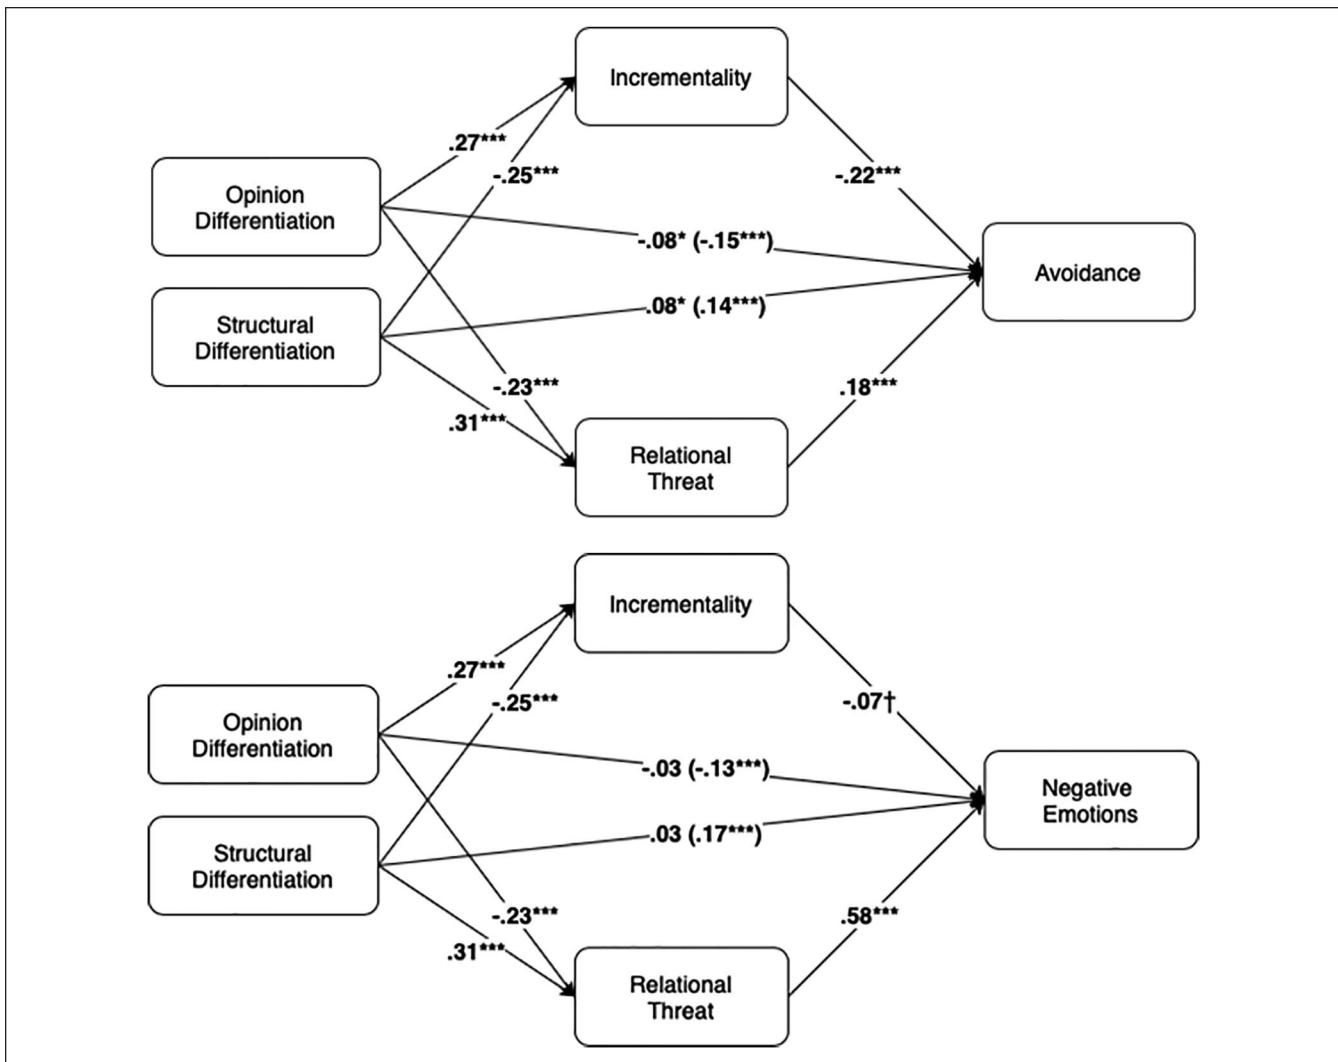 Incrementality
.27***
-.25***
-.22***
Opinion
Differentiation
-.08* (-.15***)
Avoidance
.08* (.14***)
Structural
Differentiation
-.23***
.31***
.18***
Relational
Threat
Incrementality
.27***
-.25***
-.07†
Opinion
Differentiation
-.03 (-.13***)
Negative
Emotions
.03 (.17***)
Structural
Differentiation
-.23***
.31***
.58***
Relational
Threat